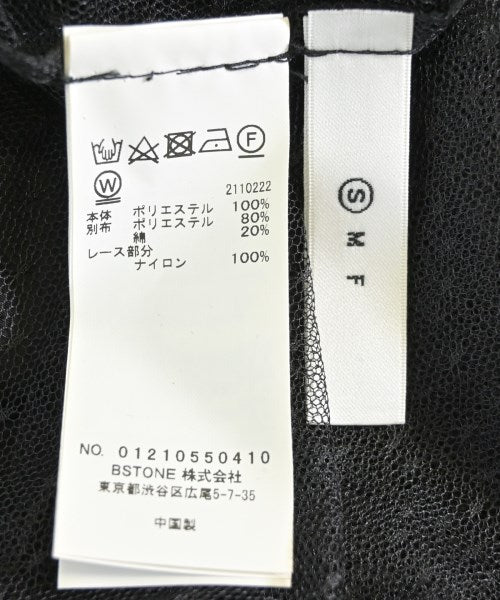 F
W
2110222
本体 ポリエステル 100%
別布 ポリエステル 80%
綿 20%
レース部分
ナイロン 100%
NO. 01210550410
BSTONE 株式会社
東京都渋谷区広尾5-7-35
中国製
S M F